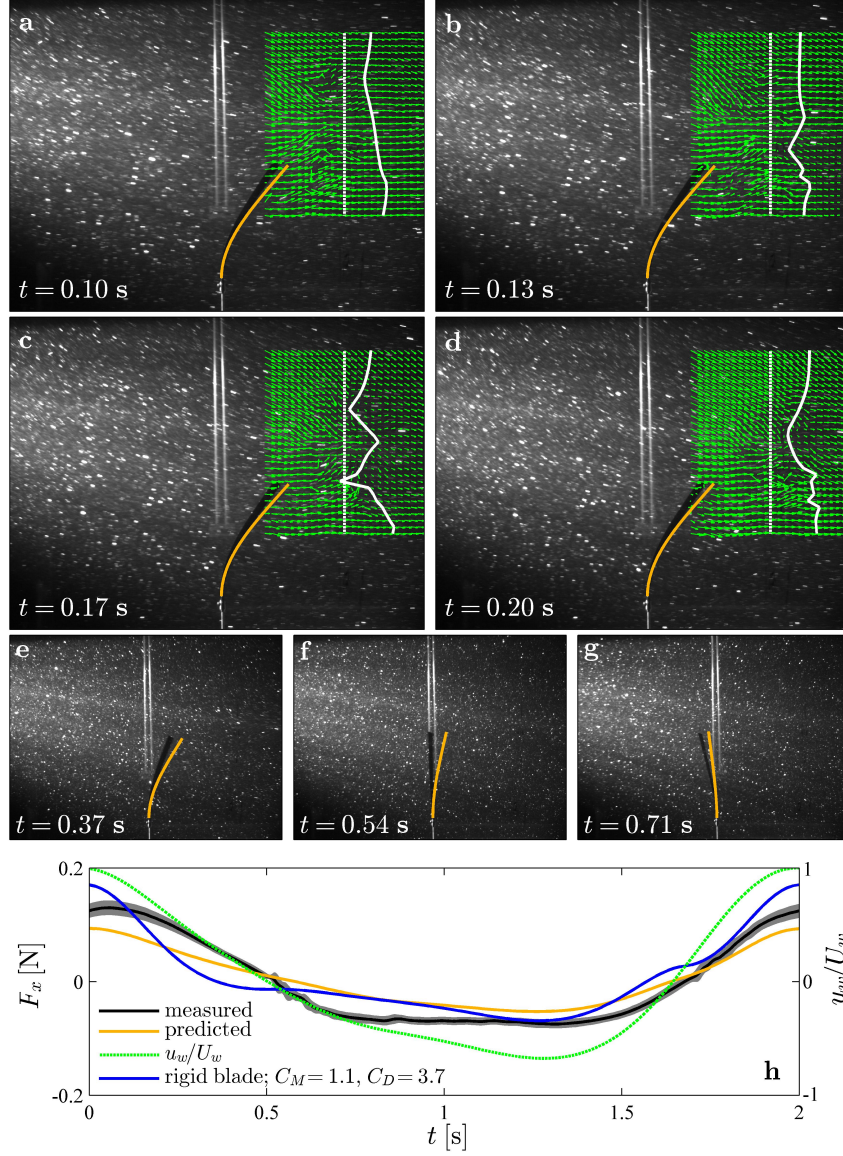 a
b
t = 0.10 s
t = 0.13 s
c
d
t = 0.17 s
t = 0.20 s
e
f
g
t = 0.37 s
t = 0.54 s
t = 0.71 s
0.2
1
F_x [N]
0
0
u_w/U_w
measured
predicted
u_w/U_w
rigid blade; C_M = 1.1, C_D = 3.7
h
-0.2
-1
0
0.5
1
1.5
2
t [s]